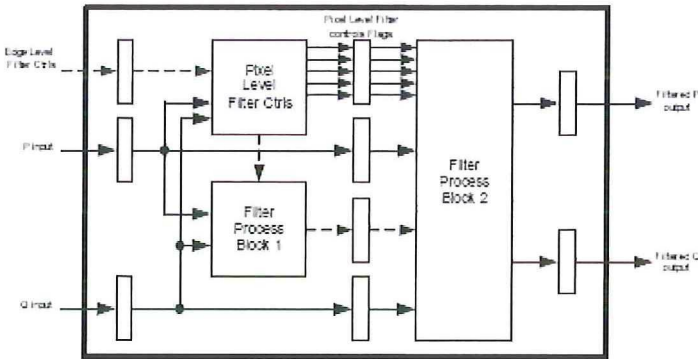 Pixel Level Filter
controls Flags
Edge Level
Filter Ctrls
Pixel
Level
Filter Ctrls
Filtered P
output
P input
Filter
Process
Block 2
Filter
Process
Block 1
Filtered Q
output
Q input